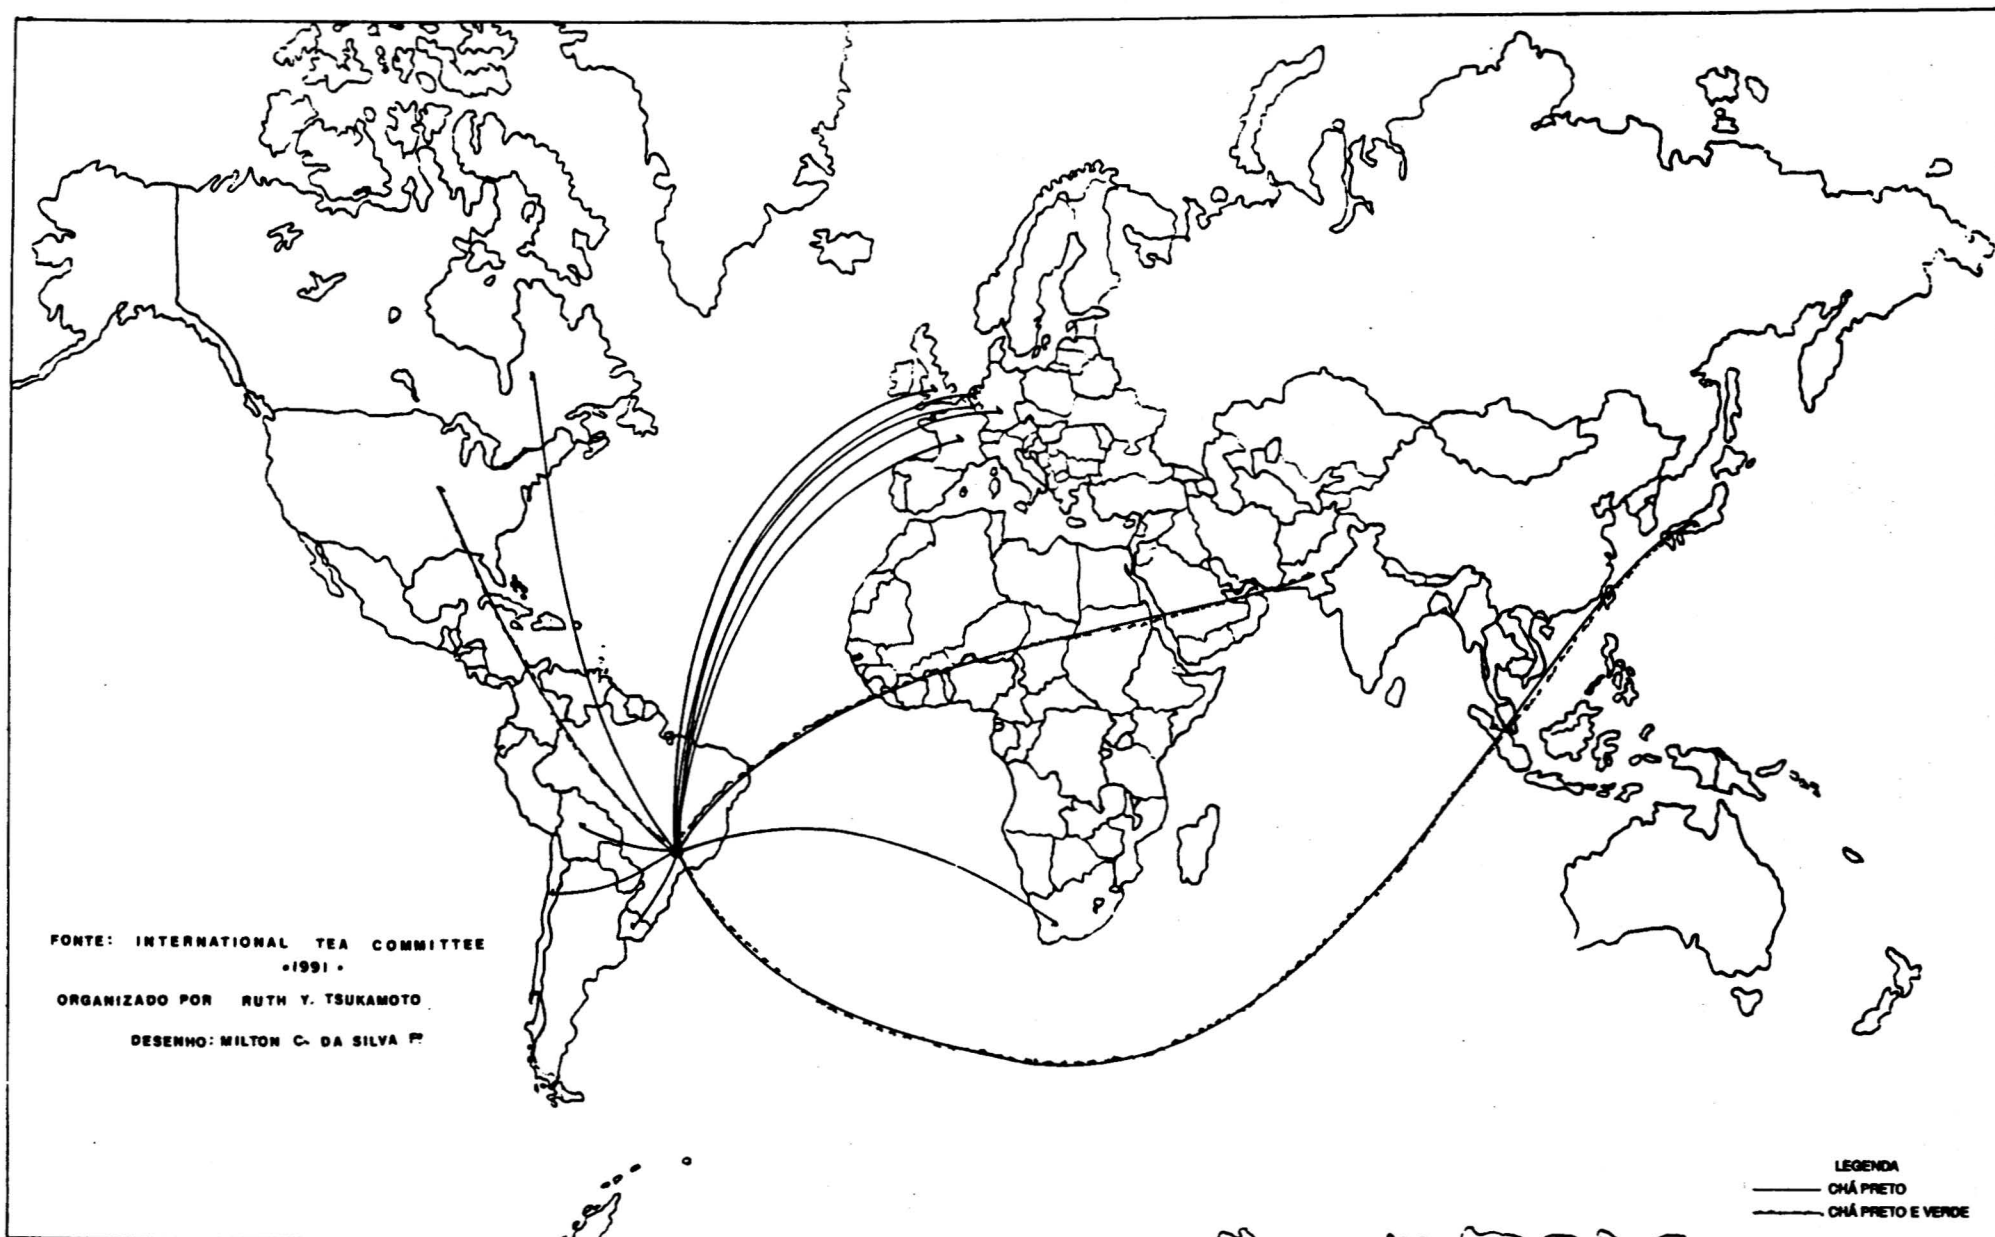 FONTE: INTERNATIONAL TEA COMMITTEE
•1991•
ORGANIZADO POR RUTH Y. TSUKAMOTO
DESENHO: MILTON C. DA SILVA Fº
LEGENDA
CHÁ PRETO
CHÁ PRETO E VERDE